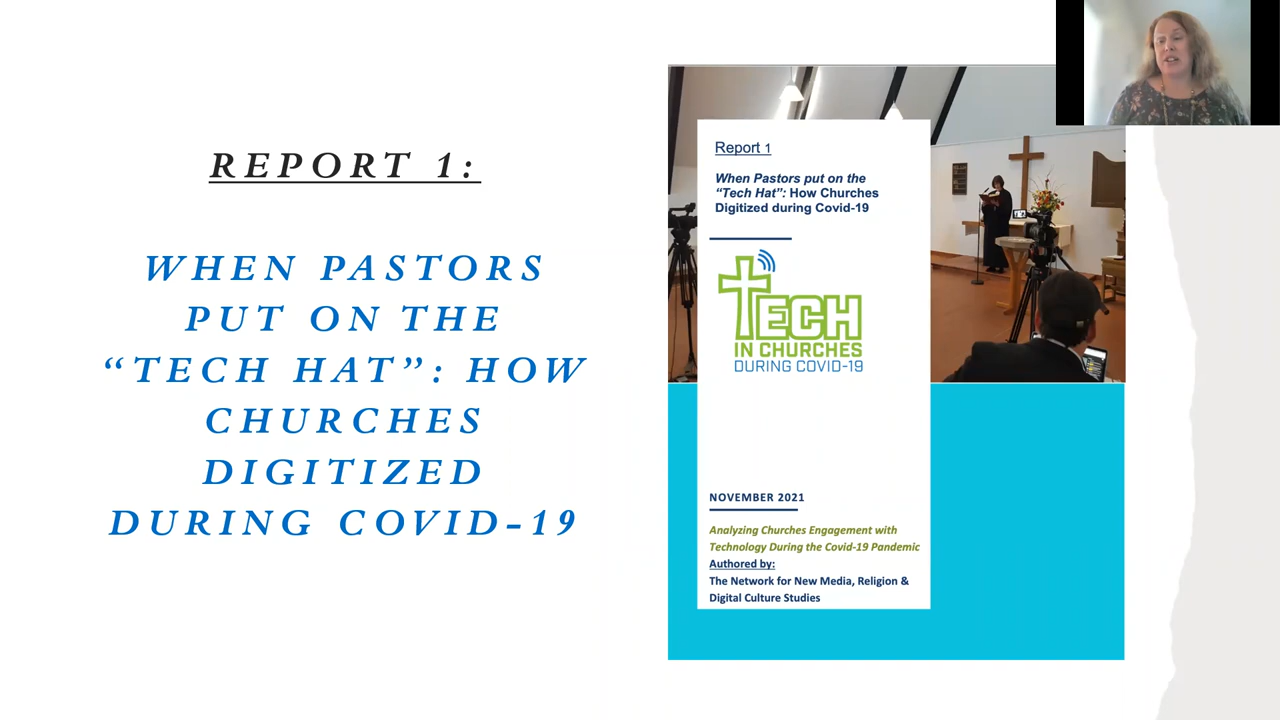 REPORT 1:
WHEN PASTORS
PUT ON THE
“TECH HAT”: HOW
CHURCHES
DIGITIZED
DURING COVID-19
Report 1
When Pastors put on the
“Tech Hat”: How Churches
Digitized during Covid-19
TECH
IN CHURCHES
DURING COVID-19
NOVEMBER 2021
Analyzing Churches Engagement with
Technology During the Covid-19 Pandemic
Authored by:
The Network for New Media, Religion &
Digital Culture Studies